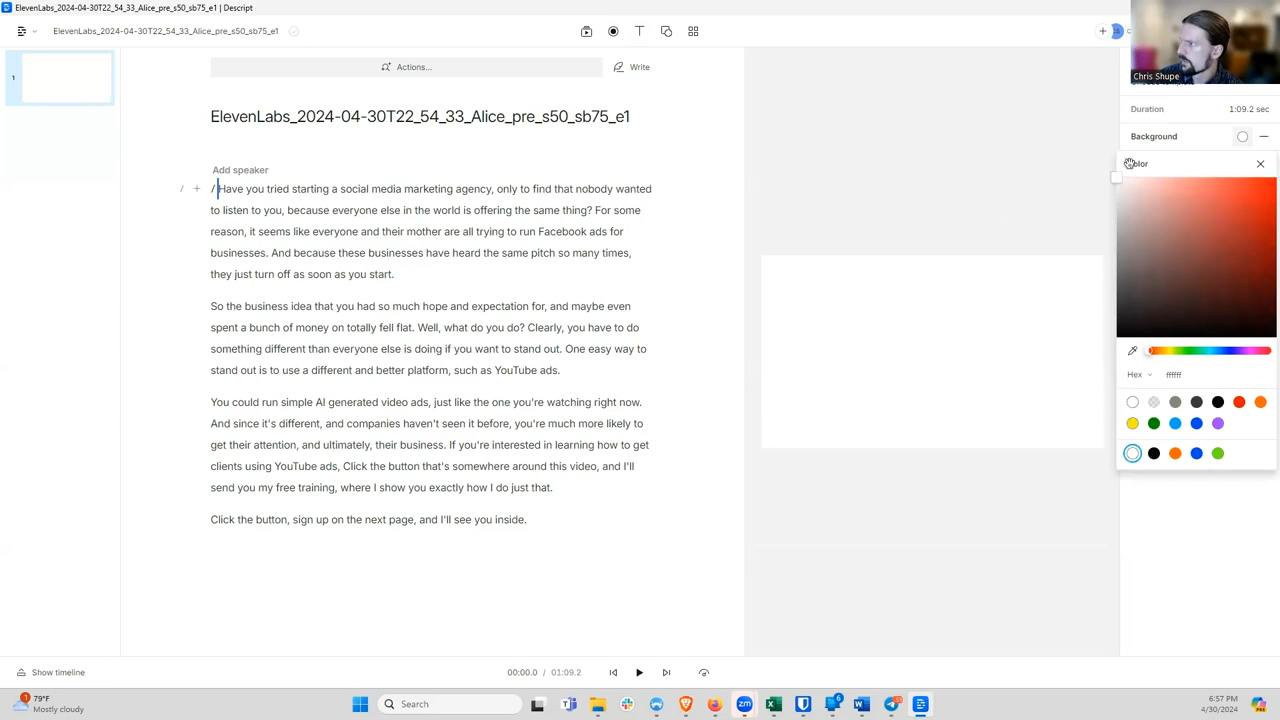 ElevenLabs_2024-04-30T22_54_33_Alice_pre_s50_sb75_e1 | Descript
ElevenLabs_2024-04-30T22_54_33_Alice_pre_s50_sb75_e1
Chris Shupe
1
Actions...
Write
Duration
1:09.2 sec
ElevenLabs_2024-04-30T22_54_33_Alice_pre_s50_sb75_e1
Background
Add speaker
/ / Have you tried starting a social media marketing agency, only to find that nobody wanted
to listen to you, because everyone else in the world is offering the same thing? For some
reason, it seems like everyone and their mother are all trying to run Facebook ads for
businesses. And because these businesses have heard the same pitch so many times,
they just turn off as soon as you start.
So the business idea that you had so much hope and expectation for, and maybe even
spent a bunch of money on totally fell flat. Well, what do you do? Clearly, you have to do
something different than everyone else is doing if you want to stand out. One easy way to
stand out is to use a different and better platform, such as YouTube ads.
You could run simple AI generated video ads, just like the one you're watching right now.
And since it's different, and companies haven't seen it before, you're much more likely to
get their attention, and ultimately, their business. If you're interested in learning how to get
clients using YouTube ads, Click the button that's somewhere around this video, and I'll
send you my free training, where I show you exactly how I do just that.
Click the button, sign up on the next page, and I'll see you inside.
Hex
ffffff
Show timeline
00:00.0 / 01:09.2
1
79°F
Mostly cloudy
Search
6
6:57 PM
4/30/2024